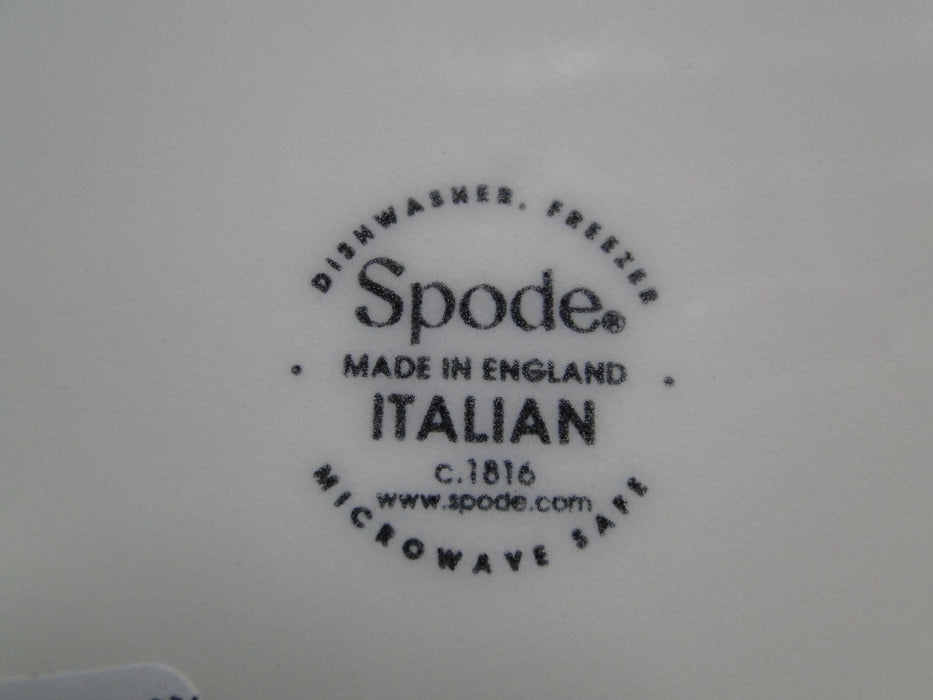 DISHWASHER, FREEZER
Spode®
• MADE IN ENGLAND •
ITALIAN
c.1816
www.spode.com
MICROWAVE SAFE